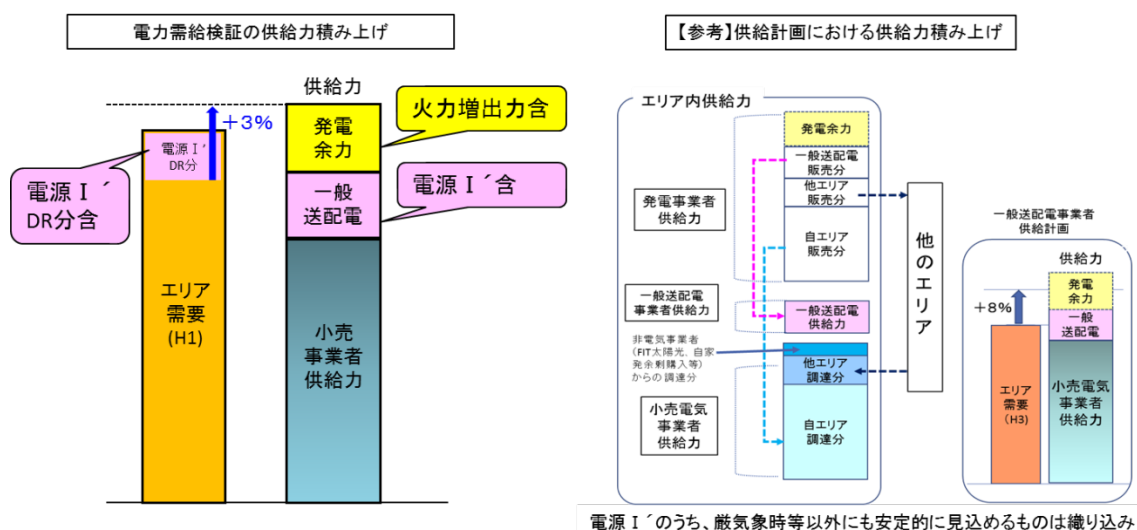 電力需給検証の供給力積み上げ
供給力
+3%
電源Ⅰ´
DR分
電源Ⅰ´
DR分含
エリア
需要
(H1)
発電
余力
火力増出力含
一般
送配電
電源Ⅰ´含
小売
事業者
供給力
【参考】供給計画における供給力積み上げ
エリア内供給力
発電余力
一般送配電
販売分
他エリア
販売分
自エリア
販売分
発電事業者
供給力
一般送配電
事業者供給力
一般送配電
供給力
非電気事業者
(FIT太陽光，自家
発余剰購入等)
からの調達分
他エリア
調達分
小売電気
事業者
供給力
自エリア
調達分
他のエリア
一般送配電事業者
供給計画
供給力
発電
余力
+8%
一般
送配電
エリア
需要
(H3)
小売電気
事業者
供給力
電源Ⅰ´のうち、厳気象時等以外にも安定的に見込めるものは織り込み